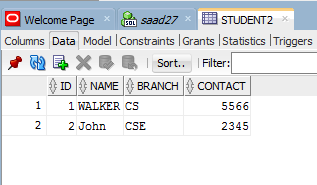 Welcome Page saad27 STUDENT2
Columns Data Model Constraints Grants Statistics Triggers
Sort.. Filter:
ID NAME BRANCH CONTACT
1 1 WALKER CS 5566
2 2 John CSE 2345